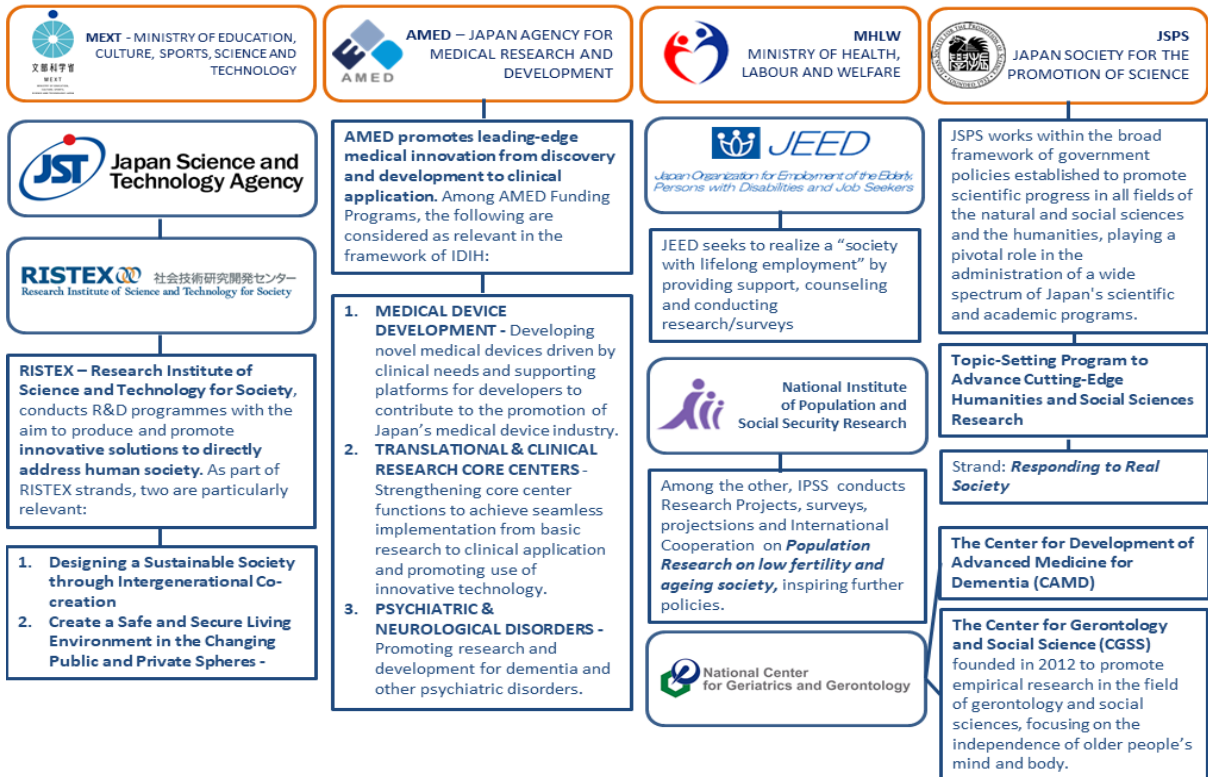 文部科学省
MEXT
MEXT - MINISTRY OF EDUCATION,
CULTURE, SPORTS, SCIENCE AND
TECHNOLOGY
JST
Japan Science and
Technology Agency
RISTEX 社会技術研究開発センター
Research Institute of Science and Technology for Society
RISTEX – Research Institute of
Science and Technology for Society,
conducts R&D programmes with the
aim to produce and promote
innovative solutions to directly
address human society. As part of
RISTEX strands, two are particularly
relevant:
1. Designing a Sustainable Society
through Intergenerational Co-
creation
2. Create a Safe and Secure Living
Environment in the Changing
Public and Private Spheres -
AMED
AMED – JAPAN AGENCY FOR
MEDICAL RESEARCH AND
DEVELOPMENT
AMED promotes leading-edge
medical innovation from discovery
and development to clinical
application. Among AMED Funding
Programs, the following are
considered as relevant in the
framework of IDIH:
1. MEDICAL DEVICE
DEVELOPMENT - Developing
novel medical devices driven by
clinical needs and supporting
platforms for developers to
contribute to the promotion of
Japan's medical device industry.
2. TRANSLATIONAL & CLINICAL
RESEARCH CORE CENTERS -
Strengthening core center
functions to achieve seamless
implementation from basic
research to clinical application
and promoting use of
innovative technology.
3. PSYCHIATRIC &
NEUROLOGICAL DISORDERS -
Promoting research and
development for dementia and
other psychiatric disorders.
MHLW
MINISTRY OF HEALTH,
LABOUR AND WELFARE
JEED
Japan Organization for Employment of the Elderly,
Persons with Disabilities and Job Seekers
JEED seeks to realize a “society
with lifelong employment” by
providing support, counseling
and conducting
research/surveys
National Institute
of Population and
Social Security Research
Among the other, IPSS conducts
Research Projects, surveys,
projectsions and International
Cooperation on Population
Research on low fertility and
ageing society, inspiring further
policies.
National Center
for Geriatrics and Gerontology
JSPS
JAPAN SOCIETY FOR THE
PROMOTION OF SCIENCE
JSPS works within the broad
framework of government
policies established to promote
scientific progress in all fields of
the natural and social sciences
and the humanities, playing a
pivotal role in the
administration of a wide
spectrum of Japan's scientific
and academic programs.
Topic-Setting Program to
Advance Cutting-Edge
Humanities and Social Sciences
Research
Strand: Responding to Real
Society
The Center for Development of
Advanced Medicine for
Dementia (CAMD)
The Center for Gerontology
and Social Science (CGSS)
founded in 2012 to promote
empirical research in the field
of gerontology and social
sciences, focusing on the
independence of older people's
mind and body.